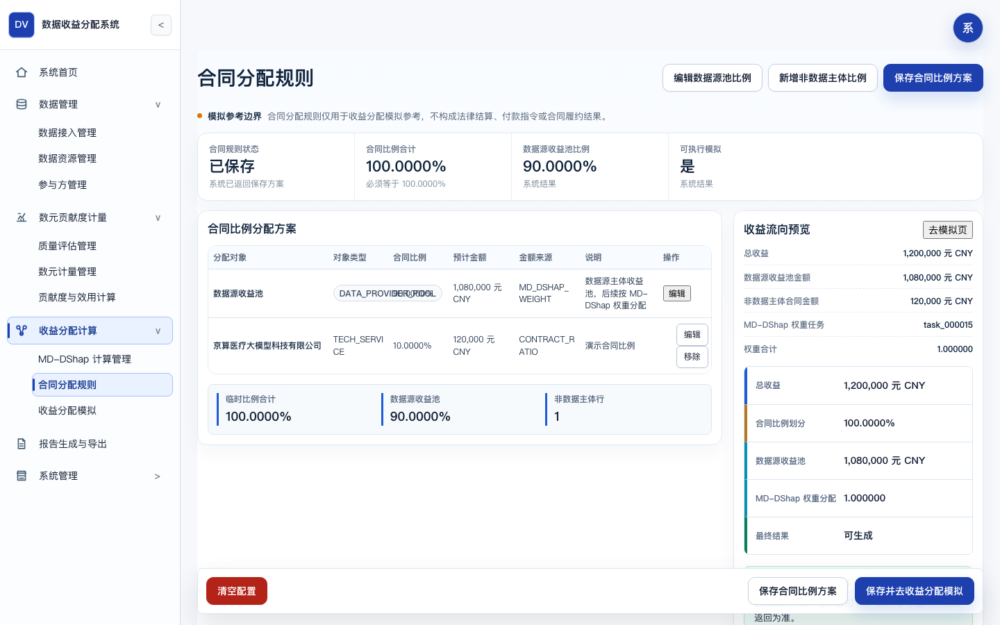 DV 数据收益分配系统 <
系统首页
数据管理 ∨
数据接入管理
数据资源管理
参与方管理
数元贡献度计量 ∨
质量评估管理
数元计量管理
贡献度与效用计算
收益分配计算 ∨
MD-DShap 计算管理
合同分配规则
收益分配模拟
报告生成与导出
系统管理 >
系
合同分配规则
编辑数据源池比例 新增非数据主体比例 保存合同比例方案
模拟参考边界 合同分配规则仅用于收益分配模拟参考，不构成法律结算、付款指令或合同履约结果。
合同规则状态
已保存
系统已返回保存方案
合同比例合计
100.0000%
必须等于 100.0000%
数据源收益池比例
90.0000%
系统结果
可执行模拟
是
系统结果
合同比例分配方案
分配对象 对象类型 合同比例 预计金额 金额来源 说明 操作
数据源收益池
DATA_PROVIDER_POOL
90.0000%
1,080,000 元
CNY
MD_DSHAP_
WEIGHT
数据源主体收益
池，后续按 MD-
DShap 权重分配
编辑
京算医疗大模型科技有限公司
TECH_SERVI
CE
10.0000%
120,000 元
CNY
CONTRACT_R
ATIO
演示合同比例
编辑
移除
临时比例合计
100.0000%
数据源收益池
90.0000%
非数据主体行
1
收益流向预览 去模拟页
总收益 1,200,000 元 CNY
数据源收益池金额 1,080,000 元 CNY
非数据主体合同金额 120,000 元 CNY
MD-DShap 权重任务 task_000015
权重合计 1.000000
总收益 1,200,000 元 CNY
合同比例划分 100.0000%
数据源收益池 1,080,000 元 CNY
MD-DShap 权重分配 1.000000
最终结果 可生成
清空配置 保存合同比例方案 保存并去收益分配模拟
返回为准。